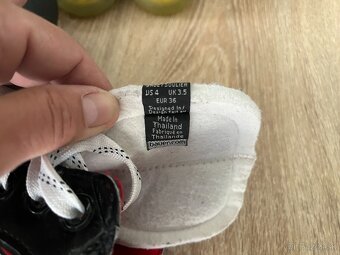 US 4 UK 3.5
EUR 36
Designed in
Made in
Thailand
Fabriqué en
Thaïlande
bauer.com